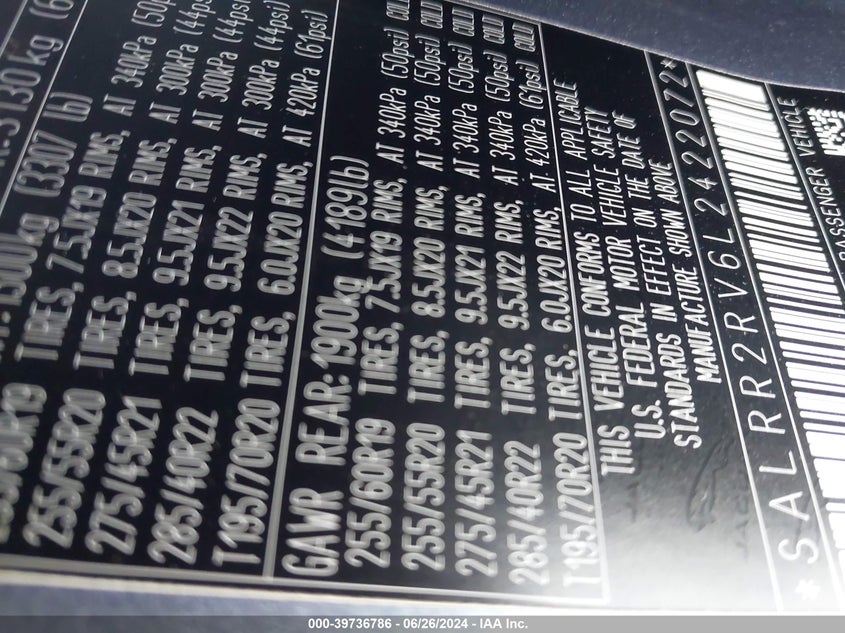 3130kg (6
1500kg (3307 lb)
TIRES, 7.5JX19 RIMS, AT 340kPa (50psi
255/55R20 TIRES, 8.5JX20 RIMS, AT 300kPa (44psi
275/45R21 TIRES, 9.5JX21 RIMS, AT 300kPa (44psi)
285/40R22 TIRES, 9.5JX22 RIMS, AT 300kPa (44psi)
T195/70R20 TIRES, 6.0JX20 RIMS, AT 420kPa (61psi)
GAWR REAR: 1900kg (4189lb)
255/60R19 TIRES, 7.5JX19 RIMS, AT 340kPa (50psi) COLD
255/55R20 TIRES, 8.5JX20 RIMS, AT 340kPa (50psi) COLD
275/45R21 TIRES, 9.5JX21 RIMS, AT 340kPa (50psi) COLD
285/40R22 TIRES, 9.5JX22 RIMS, AT 340kPa (50psi) COLD
T195/70R20 TIRES, 6.0JX20 RIMS, AT 420kPa (61psi) COLD
THIS VEHICLE CONFORMS TO ALL APPLICABLE
U.S. FEDERAL MOTOR VEHICLE SAFETY
STANDARDS IN EFFECT ON THE DATE OF
MANUFACTURE SHOWN ABOVE
*SALRR2RV6L2422072*
PASSENGER VEHICLE
000-39736786 - 06/26/2024 - IAA Inc.